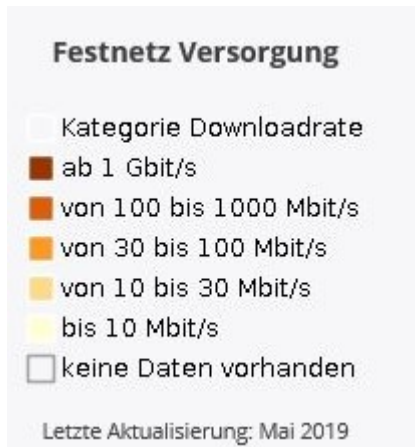 Festnetz Versorgung
Kategorie Downloadrate
ab 1 Gbit/s
von 100 bis 1000 Mbit/s
von 30 bis 100 Mbit/s
von 10 bis 30 Mbit/s
bis 10 Mbit/s
keine Daten vorhanden
Letzte Aktualisierung: Mai 2019